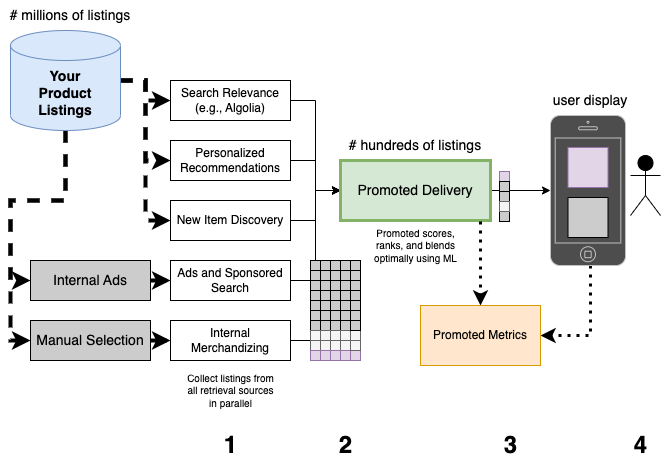 # millions of listings
Your
Product
Listings
Search Relevance
(e.g., Algolia)
Personalized
Recommendations
New Item Discovery
Internal Ads
Ads and Sponsored
Search
Manual Selection
Internal
Merchandizing
Collect listings from
all retrieval sources
in parallel
# hundreds of listings
Promoted Delivery
Promoted scores,
ranks, and blends
optimally using ML
user display
Promoted Metrics
1
2
3
4